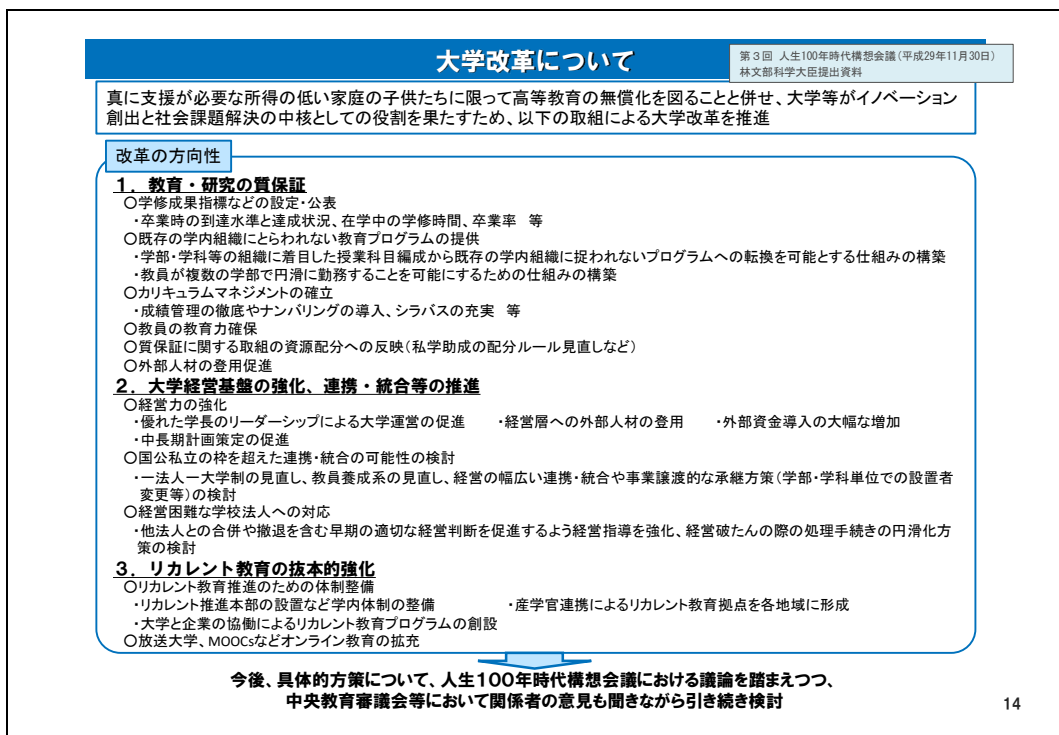 大学改革について
第3回 人生100年時代構想会議(平成29年11月30日)
林文部科学大臣提出資料
真に支援が必要な所得の低い家庭の子供たちに限って高等教育の無償化を図ることと併せ、大学等がイノベーション
創出と社会課題解決の中核としての役割を果たすため、以下の取組による大学改革を推進
改革の方向性
1.教育・研究の質保証
○学修成果指標などの設定・公表
・卒業時の到達水準と達成状況、在学中の学修時間、卒業率 等
○既存の学内組織にとらわれない教育プログラムの提供
・学部・学科等の組織に着目した授業科目編成から既存の学内組織に捉われないプログラムへの転換を可能とする仕組みの構築
・教員が複数の学部で円滑に勤務することを可能にするための仕組みの構築
○カリキュラムマネジメントの確立
・成績管理の徹底やナンバリングの導入、シラバスの充実 等
○教員の教育力確保
○質保証に関する取組の資源配分への反映(私学助成の配分ルール見直しなど)
○外部人材の登用促進
2.大学経営基盤の強化、連携・統合等の推進
○経営力の強化
・優れた学長のリーダーシップによる大学運営の促進 ・経営層への外部人材の登用 ・外部資金導入の大幅な増加
・中長期計画策定の促進
○国公私立の枠を超えた連携・統合の可能性の検討
・一法人一大学制の見直し、教員養成系の見直し、経営の幅広い連携・統合や事業譲渡的な承継方策(学部・学科単位での設置者
変更等)の検討
○経営困難な学校法人への対応
・他法人との合併や撤退を含む早期の適切な経営判断を促進するよう経営指導を強化、経営破たんの際の処理手続きの円滑化方
策の検討
3.リカレント教育の抜本的強化
○リカレント教育推進のための体制整備
・リカレント推進本部の設置など学内体制の整備 ・産学官連携によるリカレント教育拠点を各地域に形成
・大学と企業の協働によるリカレント教育プログラムの創設
○放送大学、MOOCsなどオンライン教育の拡充
今後、具体的方策について、人生100年時代構想会議における議論を踏まえつつ、
中央教育審議会等において関係者の意見も聞きながら引き続き検討
14